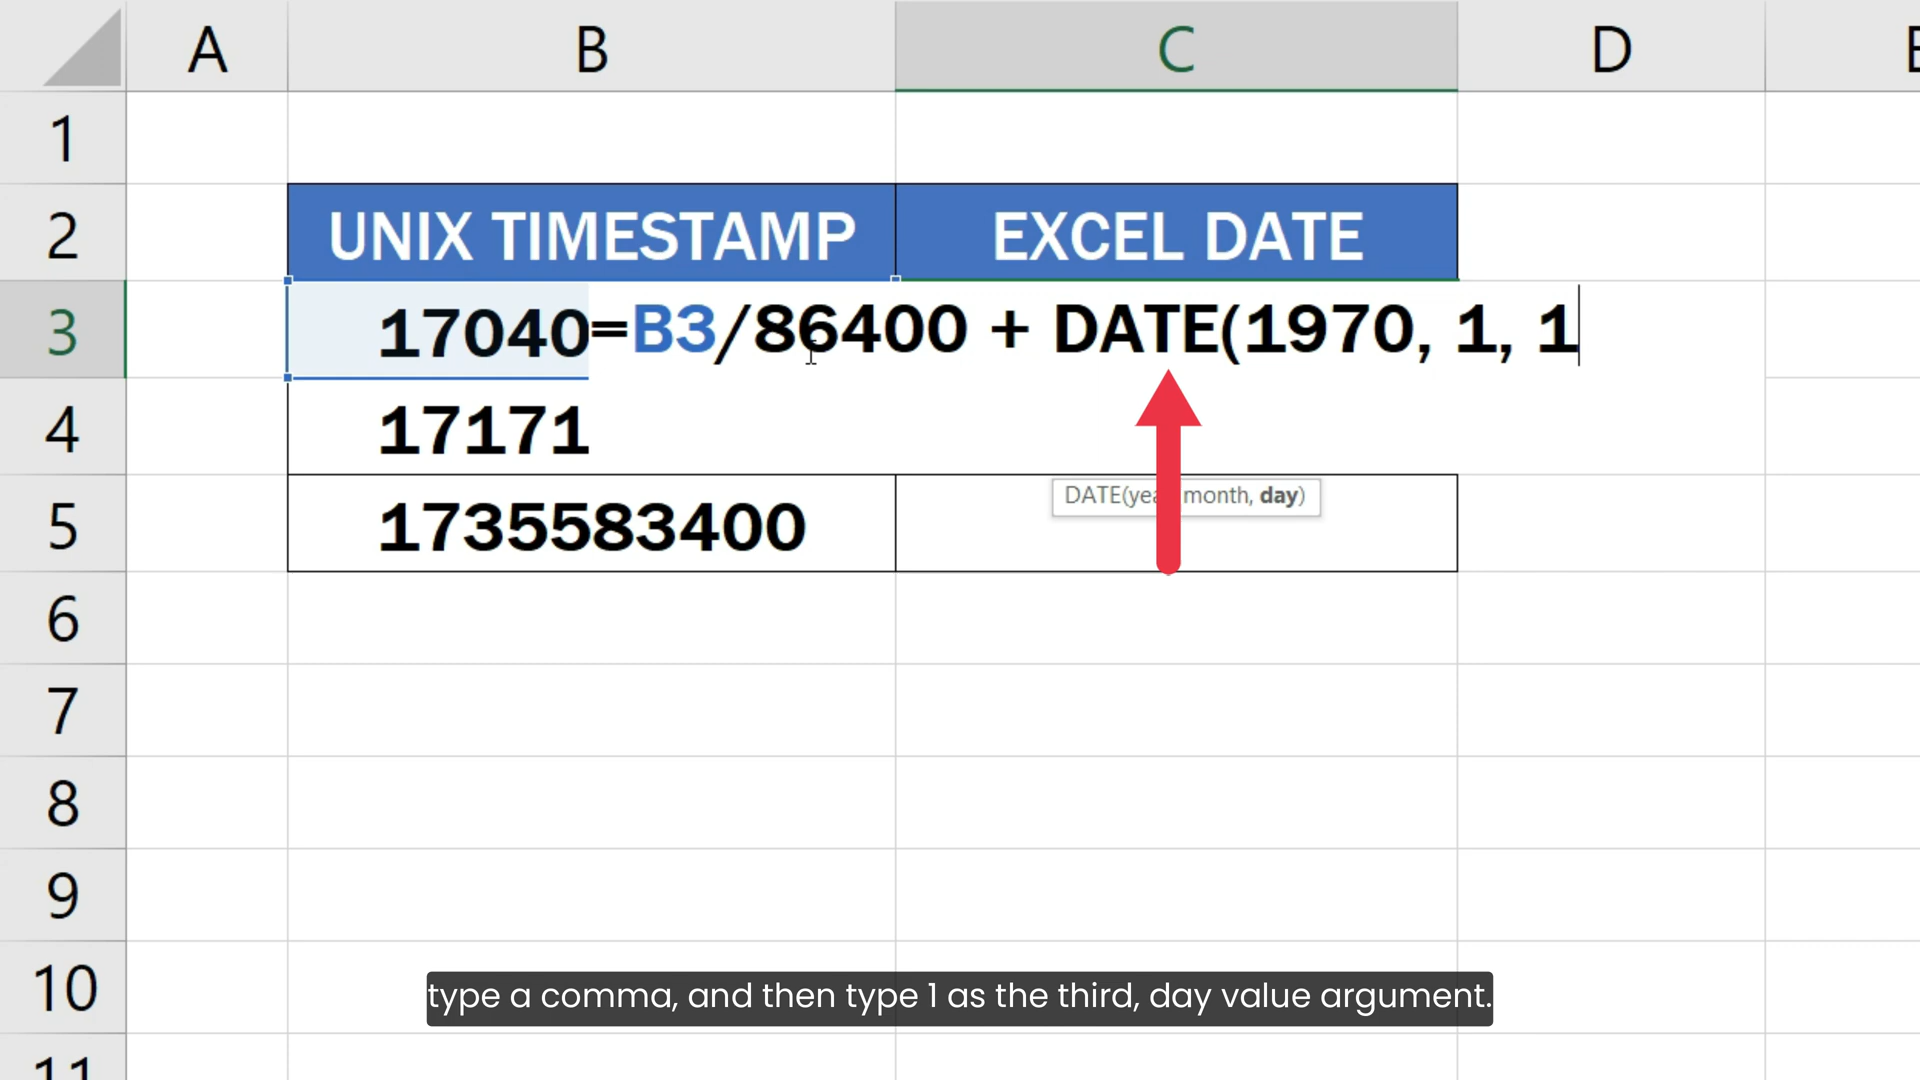 A B C D
1
2 UNIX TIMESTAMP EXCEL DATE
3 17040 =B3/86400 + DATE(1970, 1, 1
4 17171
DATE(yea month, day)
5 1735583400
6
7
8
9
10
type a comma, and then type 1 as the third, day value argument.
11